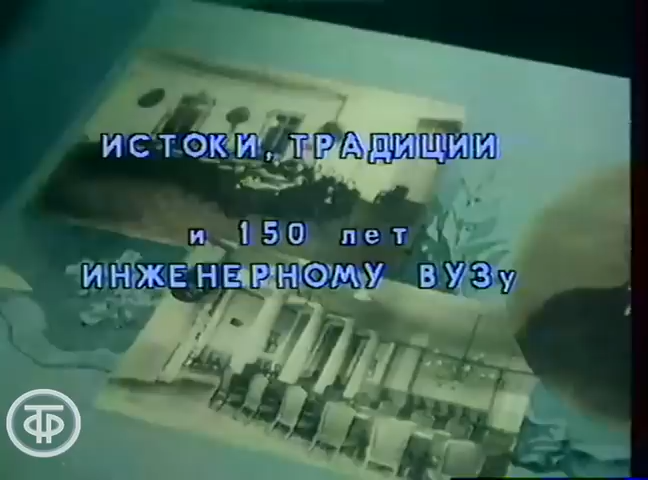 ИСТОКИ, ТРАДИЦИИ
и 150 лет
ИНЖЕНЕРНОМУ ВУЗу